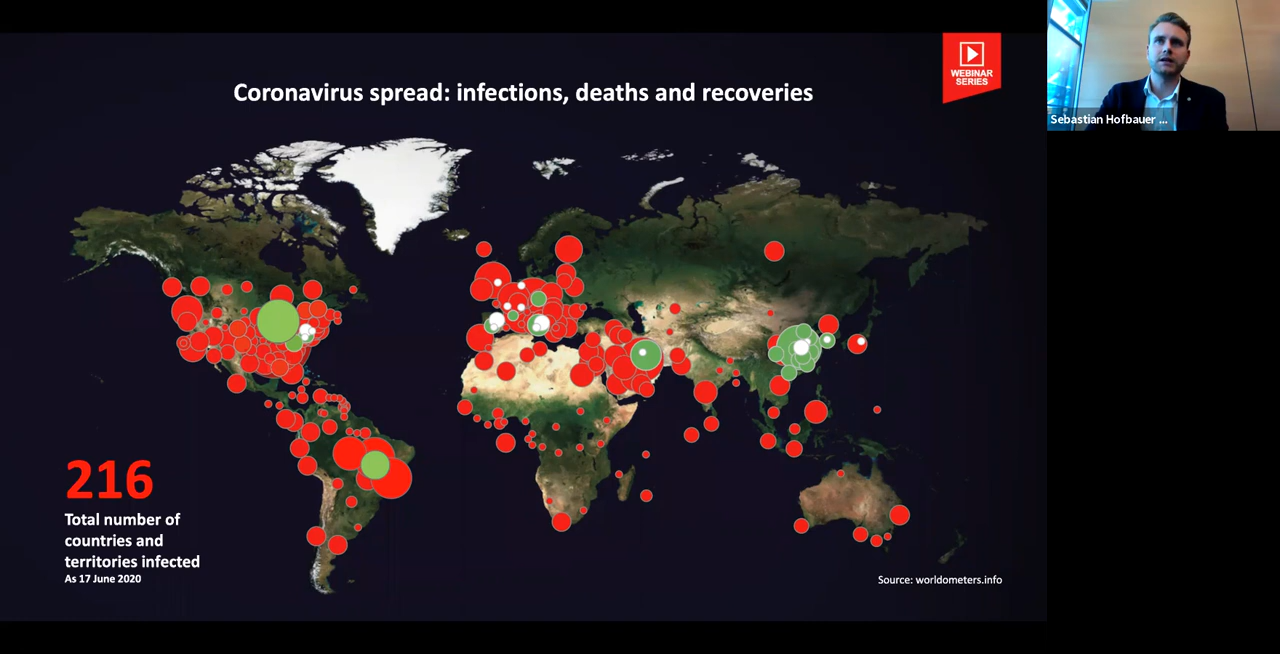 WEBINAR
SERIES
Coronavirus spread: infections, deaths and recoveries
Sebastian Hofbauer ...
216
Total number of
countries and
territories infected
As 17 June 2020
Source: worldometers.info